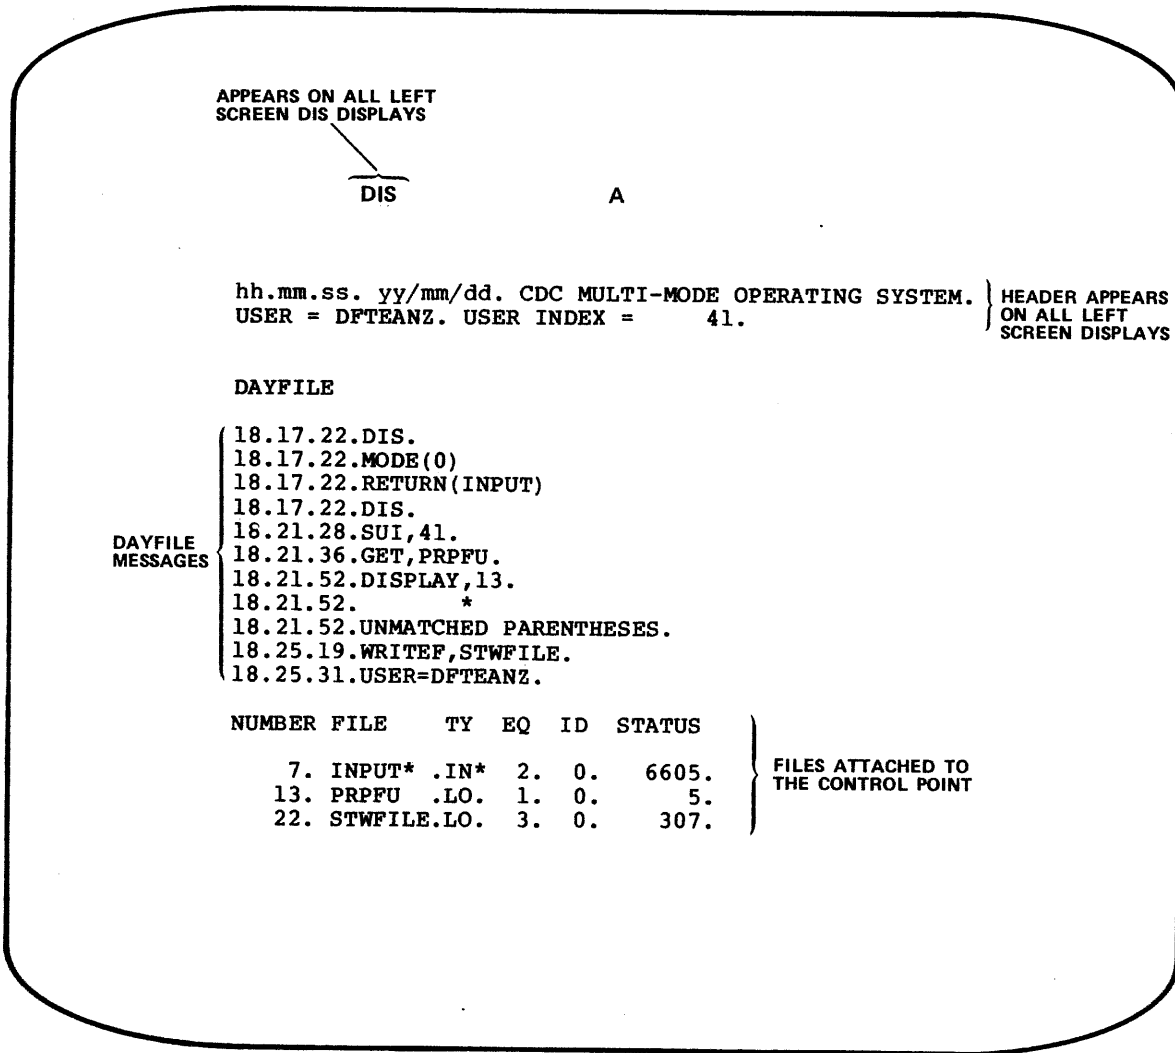 APPEARS ON ALL LEFT
SCREEN DIS DISPLAYS
DIS A
hh.mm.ss. yy/mm/dd. CDC MULTI-MODE OPERATING SYSTEM.
USER = DFTEANZ. USER INDEX = 41.
HEADER APPEARS
ON ALL LEFT
SCREEN DISPLAYS
DAYFILE
DAYFILE
MESSAGES
18.17.22.DIS.
18.17.22.MODE(0)
18.17.22.RETURN(INPUT)
18.17.22.DIS.
18.21.28.SUI,41.
18.21.36.GET,PRPFU.
18.21.52.DISPLAY,13.
18.21.52. *
18.21.52.UNMATCHED PARENTHESES.
18.25.19.WRITEF,STWFILE.
18.25.31.USER=DFTEANZ.
NUMBER FILE TY EQ ID STATUS
7. INPUT* .IN* 2. 0. 6605.
13. PRPFU .LO. 1. 0. 5.
22. STWFILE.LO. 3. 0. 307.
FILES ATTACHED TO
THE CONTROL POINT